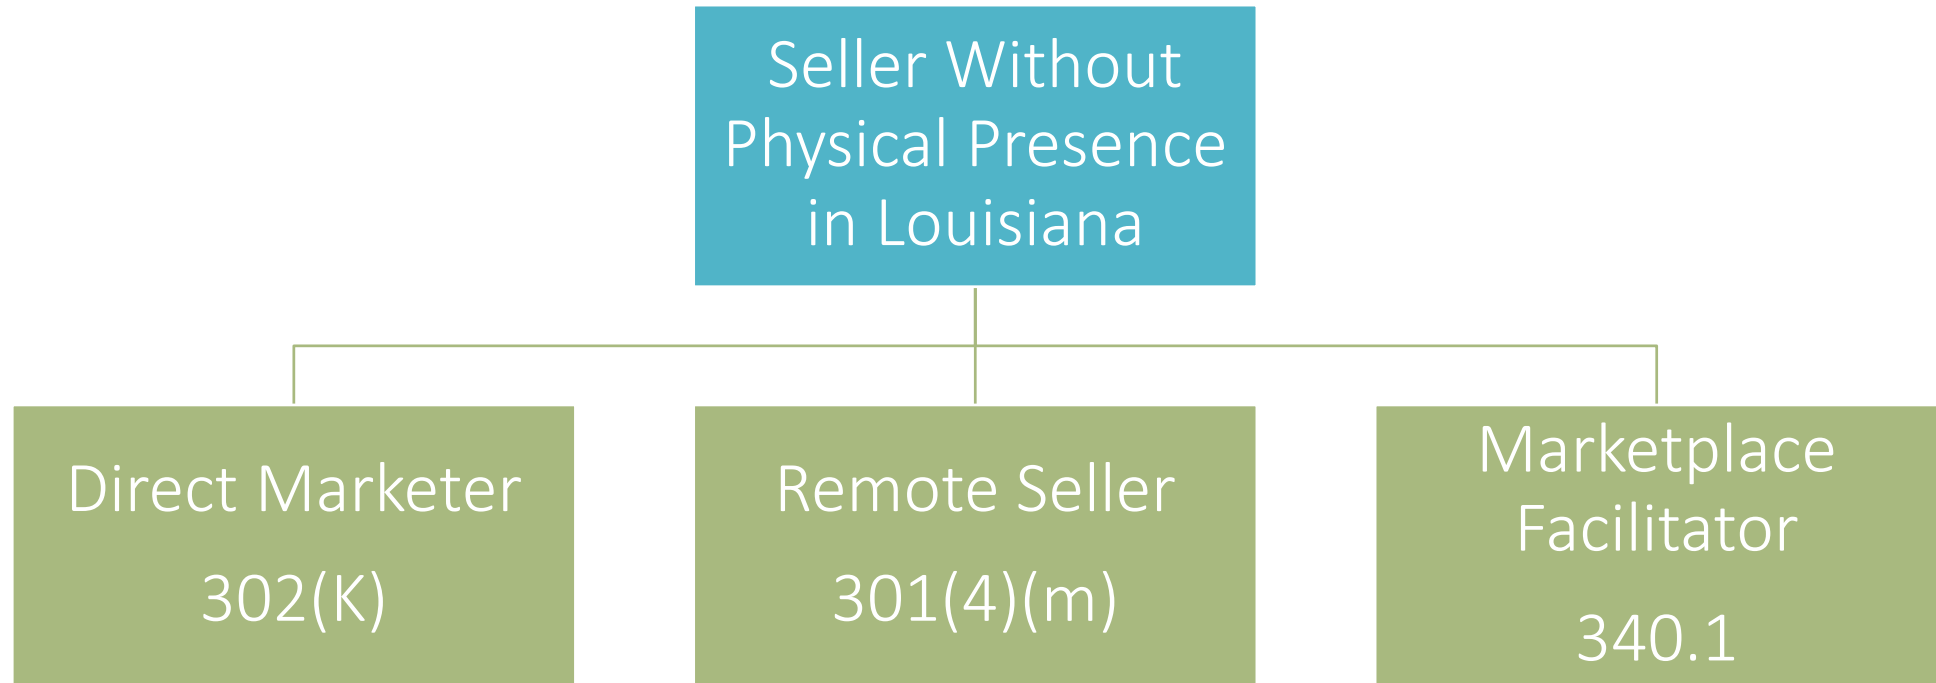 Seller Without
Physical Presence
in Louisiana
Direct Marketer
302(K)
Remote Seller
301(4)(m)
Marketplace
Facilitator
340.1